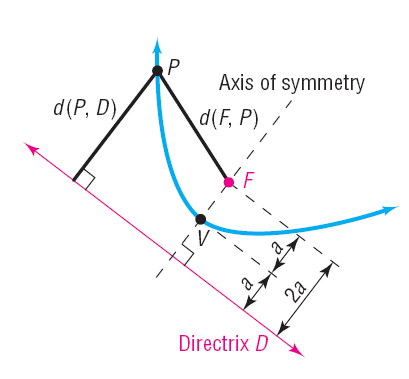 P
Axis of symmetry
d(P, D)
d(F, P)
F
V
a
a
2a
Directrix D